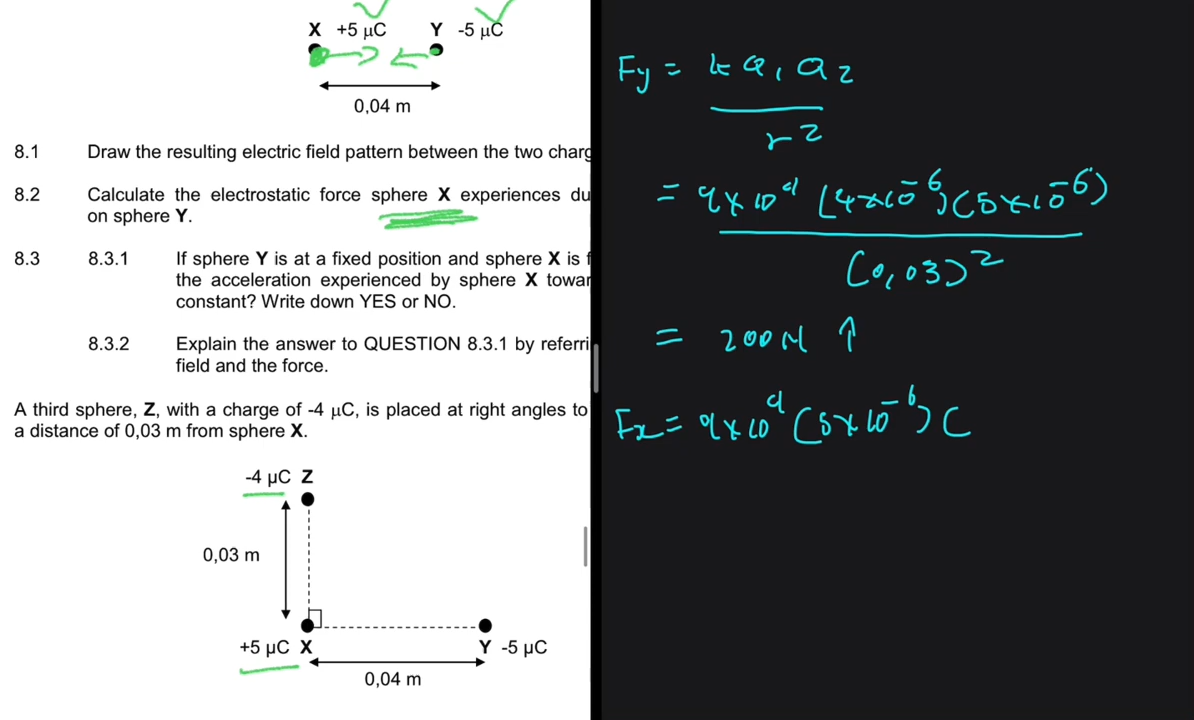 X +5 µC Y -5 µC
0,04 m
8.1 Draw the resulting electric field pattern between the two charg
8.2 Calculate the electrostatic force sphere X experiences du
on sphere Y.
8.3 8.3.1 If sphere Y is at a fixed position and sphere X is f
the acceleration experienced by sphere X towar
constant? Write down YES or NO.
8.3.2 Explain the answer to QUESTION 8.3.1 by referri
field and the force.
A third sphere, Z, with a charge of -4 µC, is placed at right angles to
a distance of 0,03 m from sphere X.
-4 µC Z
0,03 m
+5 µC X Y -5 µC
0,04 m
Fy = kQ1Q2
r²
= 9×10⁹ (4×10⁻⁶)(5×10⁻⁶)
(0,03)²
= 200N ↑
Fx = 9×10⁹ (5×10⁻⁶) (